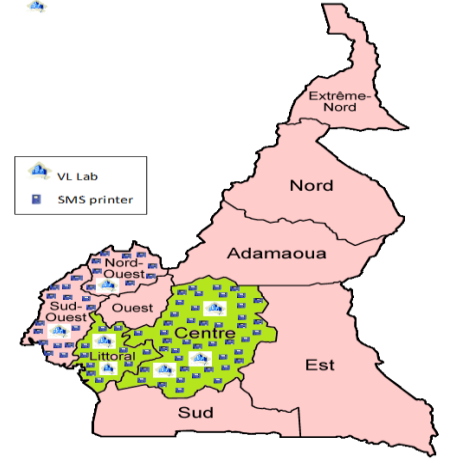 Extrême-
Nord
Nord
VL Lab
SMS printer
Adamaoua
Nord-
Ouest
Sud-
Ouest
Ouest
Centre
Littoral
Est
Sud